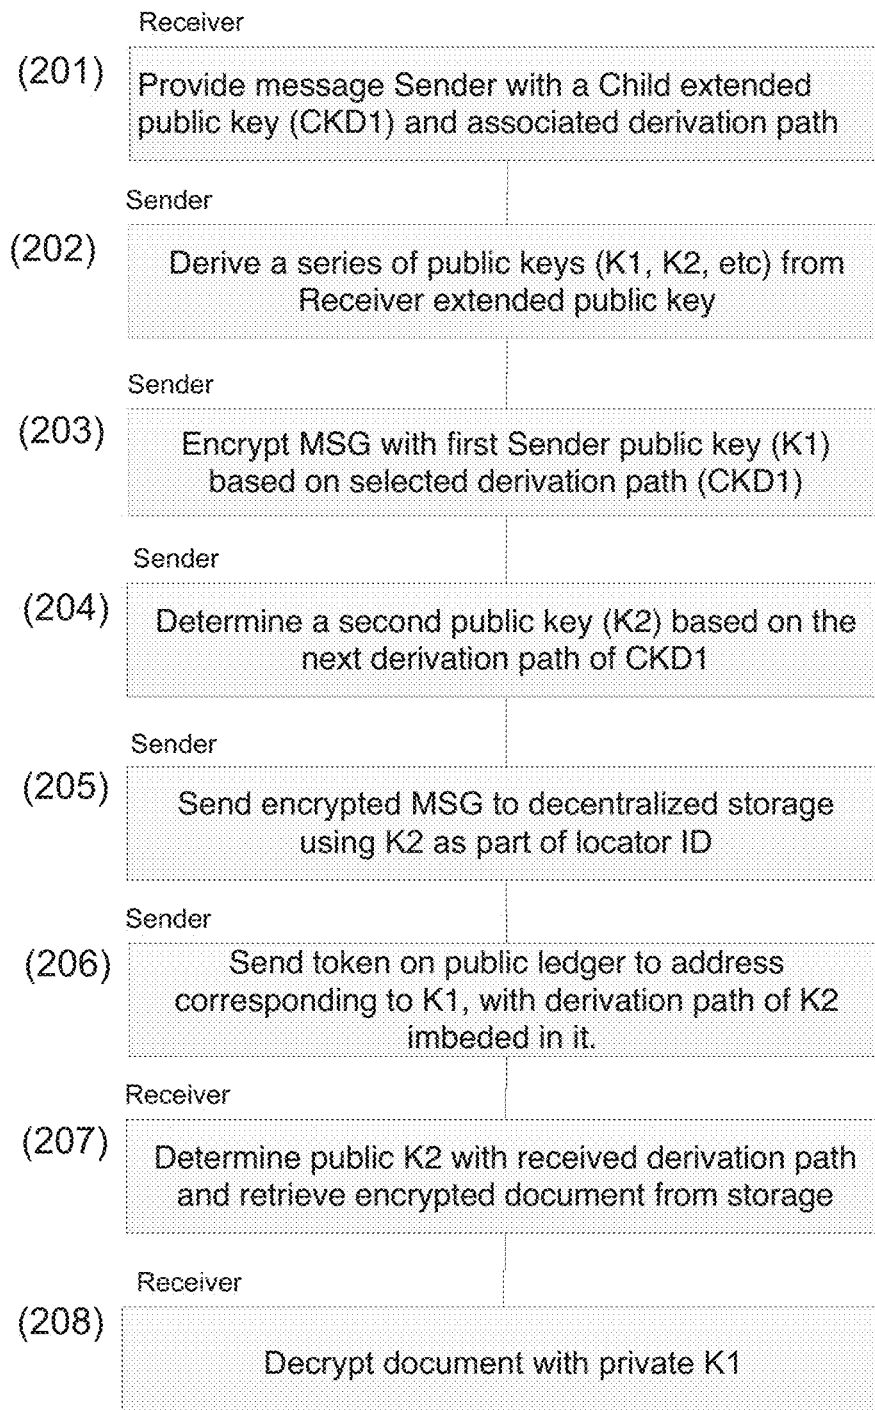 Receiver
(201)
Provide message Sender with a Child extended
public key (CKD1) and associated derivation path
Sender
(202)
Derive a series of public keys (K1, K2, etc) from
Receiver extended public key
Sender
(203)
Encrypt MSG with first Sender public key (K1)
based on selected derivation path (CKD1)
Sender
(204)
Determine a second public key (K2) based on the
next derivation path of CKD1
Sender
(205)
Send encrypted MSG to decentralized storage
using K2 as part of locator ID
Sender
(206)
Send token on public ledger to address
corresponding to K1, with derivation path of K2
imbeded in it.
Receiver
(207)
Determine public K2 with received derivation path
and retrieve encrypted document from storage
Receiver
(208)
Decrypt document with private K1